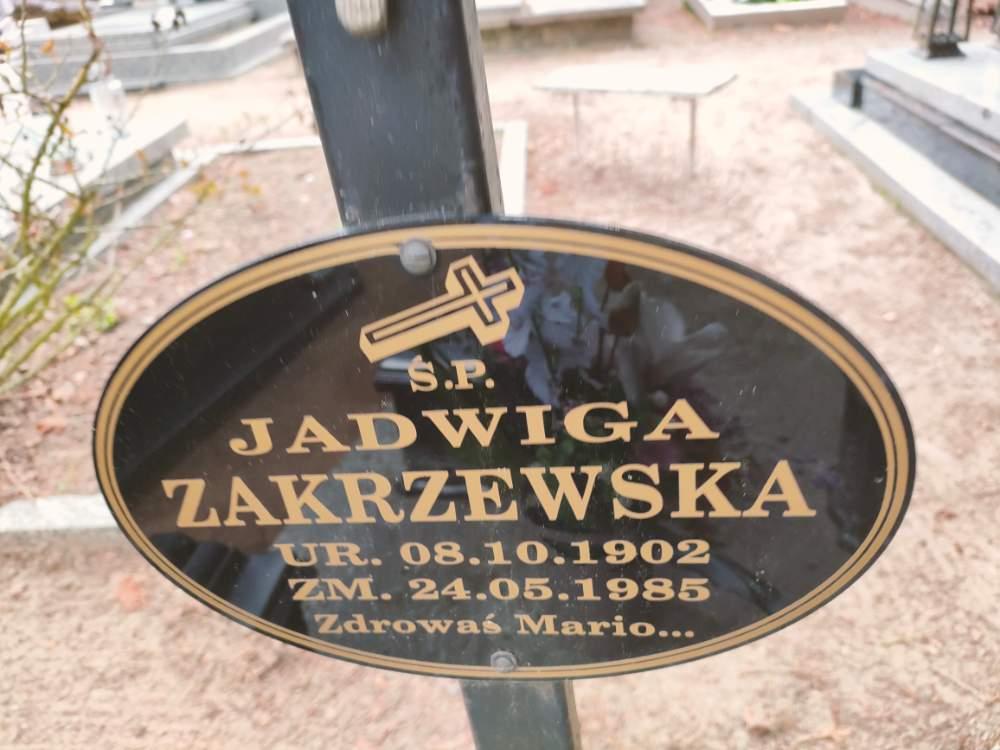 Ś.P.
JADWIGA
ZAKRZEWSKA
UR. 08.10.1902
ZM. 24.05.1985
Zdrowaś Mario...